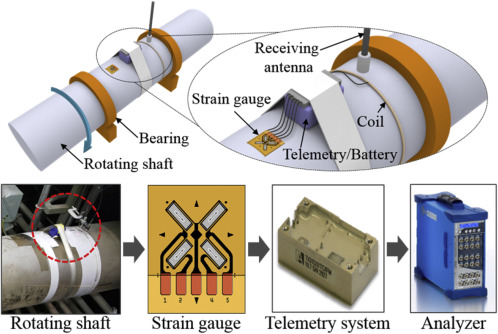 Receiving
antenna
Strain gauge
Coil
Bearing
Telemetry/Battery
Rotating shaft
1 2 4 5
Rotating shaft
Strain gauge
Telemetry system
Analyzer